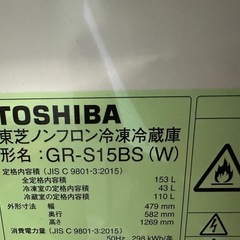 TOSHIBA
東芝ノンフロン冷凍冷蔵庫
形名：GR-S15BS (W)
定格内容積 (JIS C 9801-3:2015)
全定格内容積 153 L
冷凍室の定格内容積 43 L
冷蔵室の定格内容積 110 L
外形寸法 幅 479 mm
奥行 582 mm
高さ 1269 mm
消費電力量 (JIS C 9801-3:2015)
50Hz 298 kWh/年